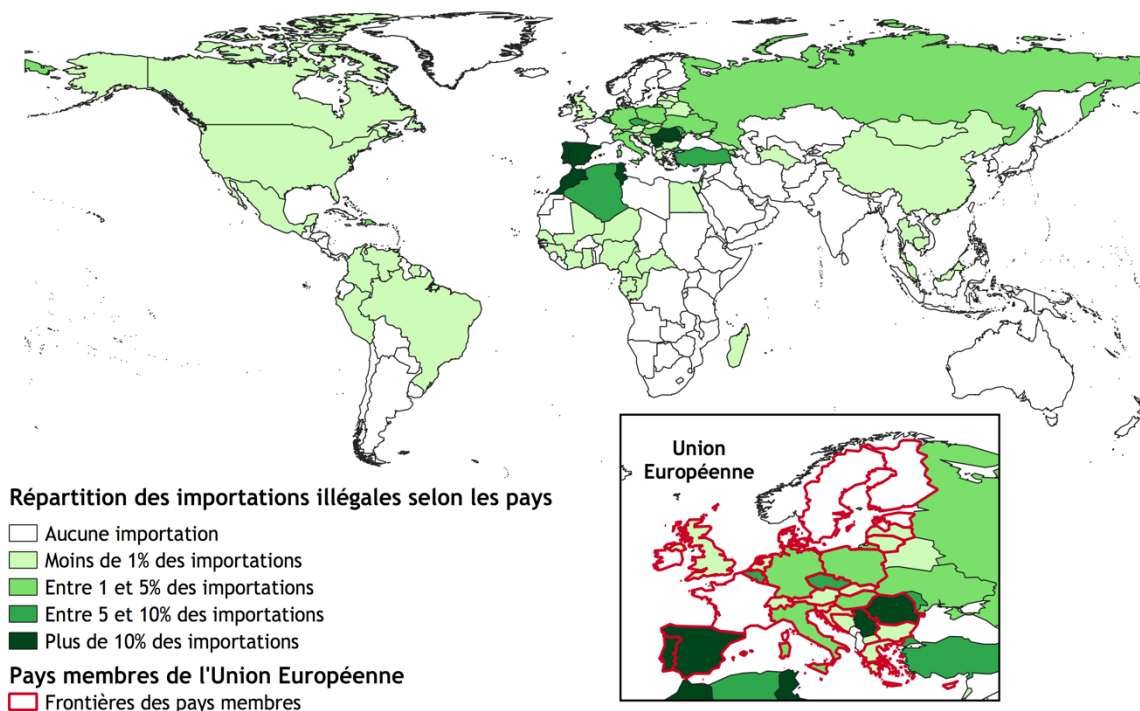 Union
Européenne
Répartition des importations illégales selon les pays
Aucune importation
Moins de 1% des importations
Entre 1 et 5% des importations
Entre 5 et 10% des importations
Plus de 10% des importations
Pays membres de l'Union Européenne
Frontières des pays membres